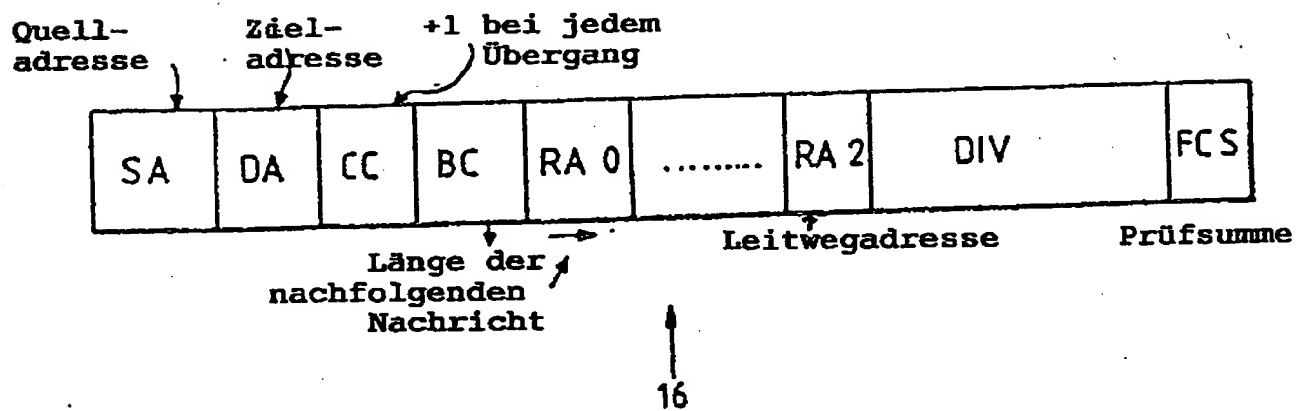 Quell-
adresse
Ziel-
adresse
+1 bei jedem
Übergang
SA DA CC BC RA 0 ......... RA 2 DIV FCS
Länge der
nachfolgenden
Nachricht
Leitwegadresse
Prüfsumme
16